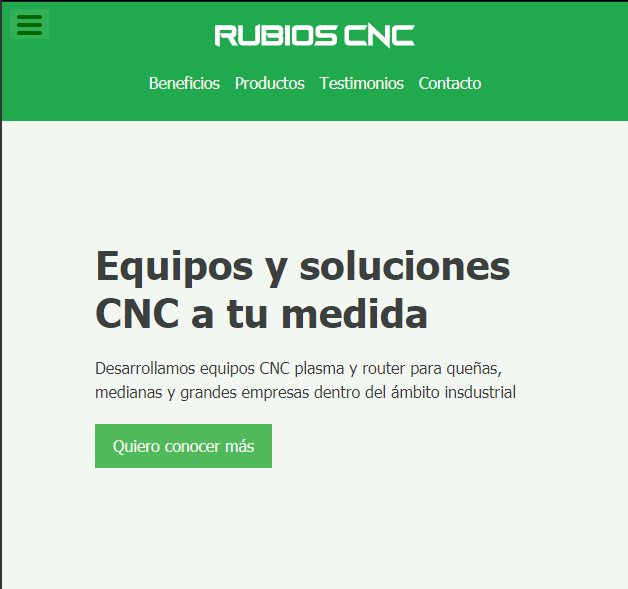 RUBIOS CNC
Beneficios Productos Testimonios Contacto
Equipos y soluciones
CNC a tu medida
Desarrollamos equipos CNC plasma y router para queñas,
medianas y grandes empresas dentro del ámbito insdustrial
Quiero conocer más